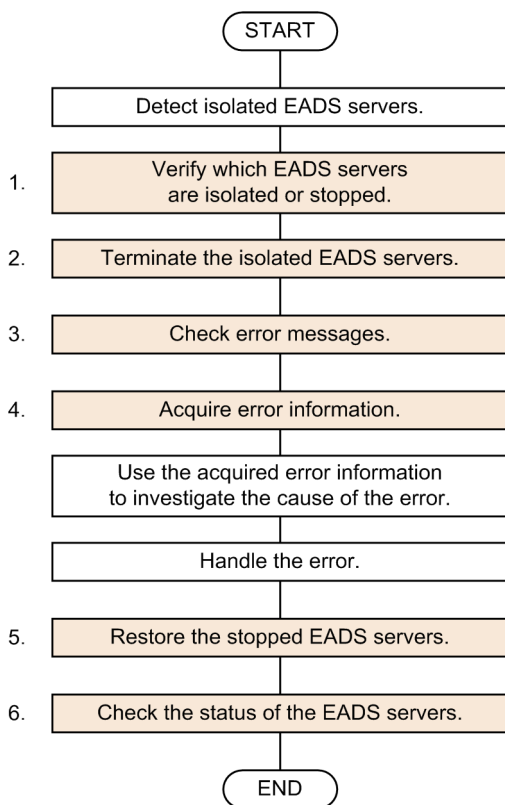 START
Detect isolated EADS servers.
1. Verify which EADS servers
are isolated or stopped.
2. Terminate the isolated EADS servers.
3. Check error messages.
4. Acquire error information.
Use the acquired error information
to investigate the cause of the error.
Handle the error.
5. Restore the stopped EADS servers.
6. Check the status of the EADS servers.
END